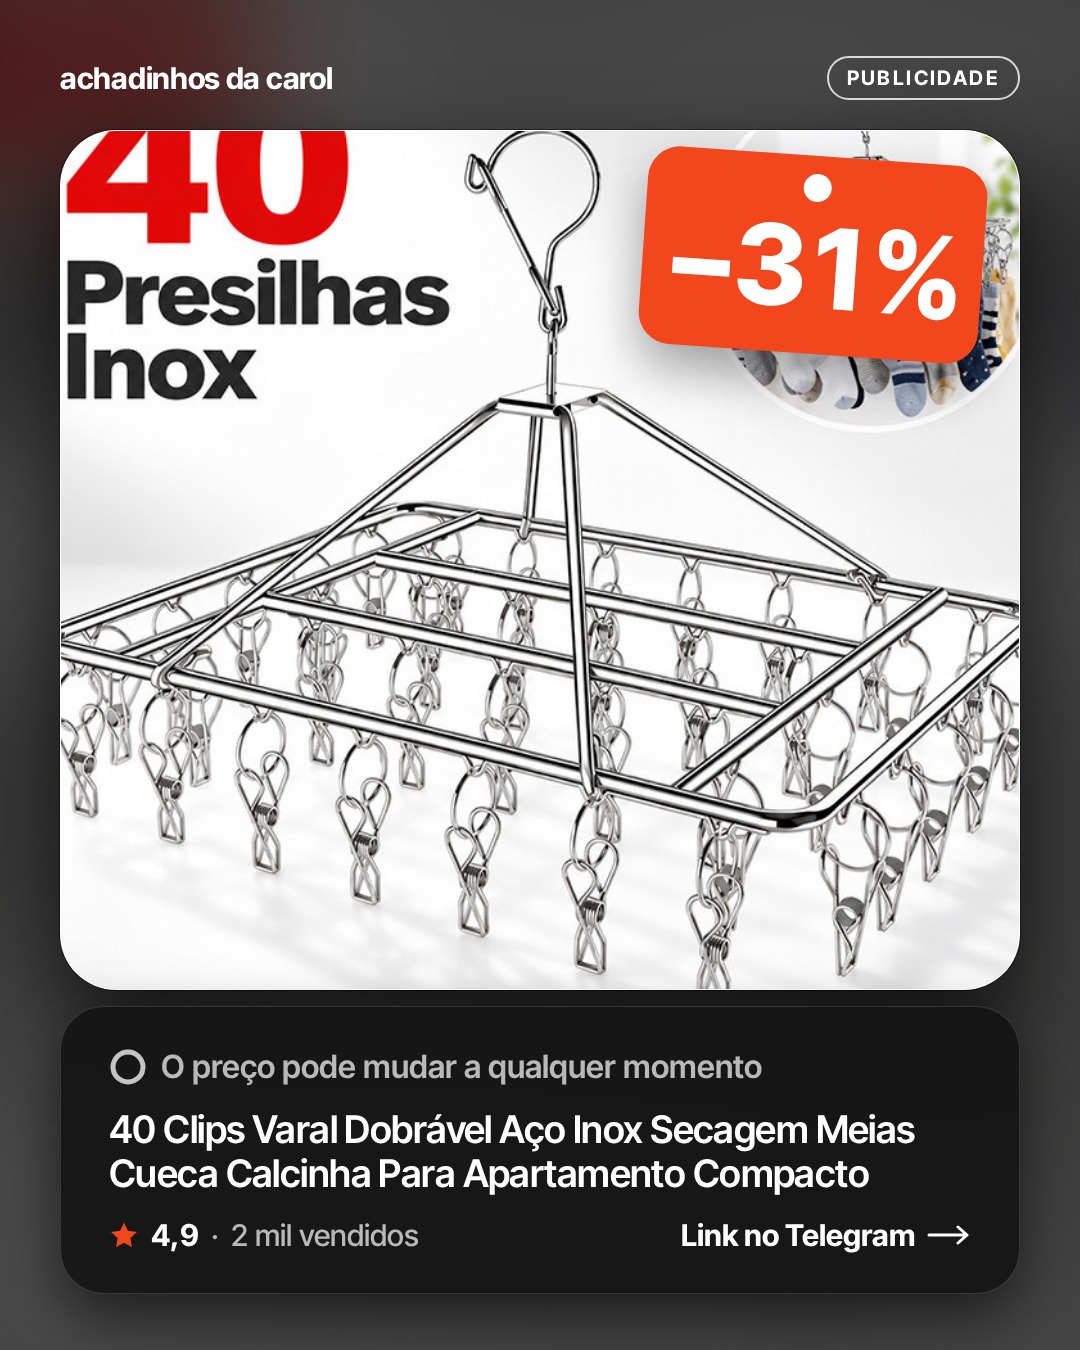 achadinhos da carol
PUBLICIDADE
40
Presilhas
Inox
-31%
O preço pode mudar a qualquer momento
40 Clips Varal Dobrável Aço Inox Secagem Meias
Cueca Calcinha Para Apartamento Compacto
4,9 · 2 mil vendidos
Link no Telegram →